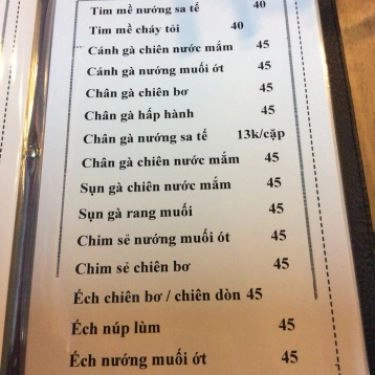 Tim mề nướng sa tế 40
Tim mề cháy tỏi 40
Cánh gà chiên nước mắm 45
Cánh gà nướng muối ớt 45
Chân gà chiên bơ 45
Chân gà hấp hành 45
Chân gà nướng sa tế 13k/cặp
Chân gà chiên nước mắm 45
Sụn gà chiên nước mắm 45
Sụn gà rang muối 45
Chim sẻ nướng muối ớt 45
Chim sẻ chiên bơ 45
Ếch chiên bơ / chiên dòn 45
Ếch núp lùm 45
Ếch nướng muối ớt 45